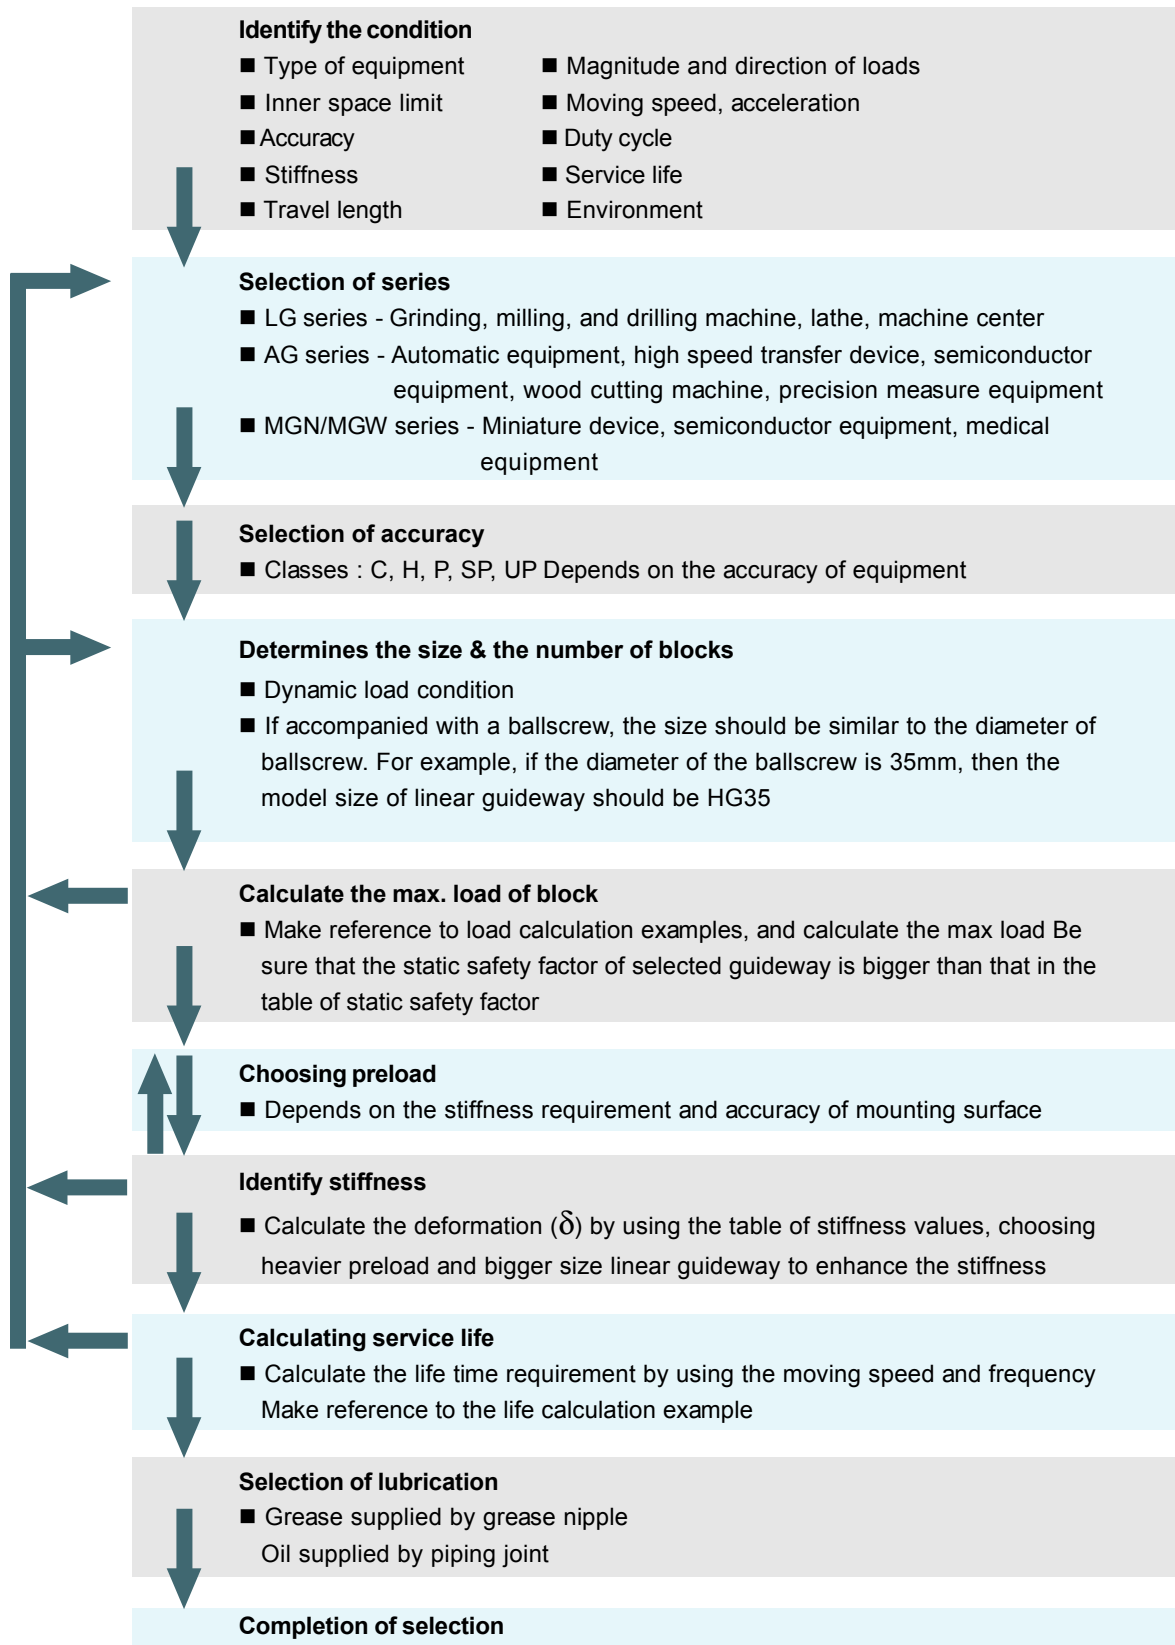 Identify the condition
■ Type of equipment ■ Magnitude and direction of loads
■ Inner space limit ■ Moving speed, acceleration
■ Accuracy ■ Duty cycle
■ Stiffness ■ Service life
■ Travel length ■ Environment
Selection of series
■ LG series - Grinding, milling, and drilling machine, lathe, machine center
■ AG series - Automatic equipment, high speed transfer device, semiconductor
equipment, wood cutting machine, precision measure equipment
■ MGN/MGW series - Miniature device, semiconductor equipment, medical
equipment
Selection of accuracy
■ Classes : C, H, P, SP, UP Depends on the accuracy of equipment
Determines the size & the number of blocks
■ Dynamic load condition
■ If accompanied with a ballscrew, the size should be similar to the diameter of
ballscrew. For example, if the diameter of the ballscrew is 35mm, then the
model size of linear guideway should be HG35
Calculate the max. load of block
■ Make reference to load calculation examples, and calculate the max load Be
sure that the static safety factor of selected guideway is bigger than that in the
table of static safety factor
Choosing preload
■ Depends on the stiffness requirement and accuracy of mounting surface
Identify stiffness
■ Calculate the deformation (δ) by using the table of stiffness values, choosing
heavier preload and bigger size linear guideway to enhance the stiffness
Calculating service life
■ Calculate the life time requirement by using the moving speed and frequency
Make reference to the life calculation example
Selection of lubrication
■ Grease supplied by grease nipple
Oil supplied by piping joint
Completion of selection